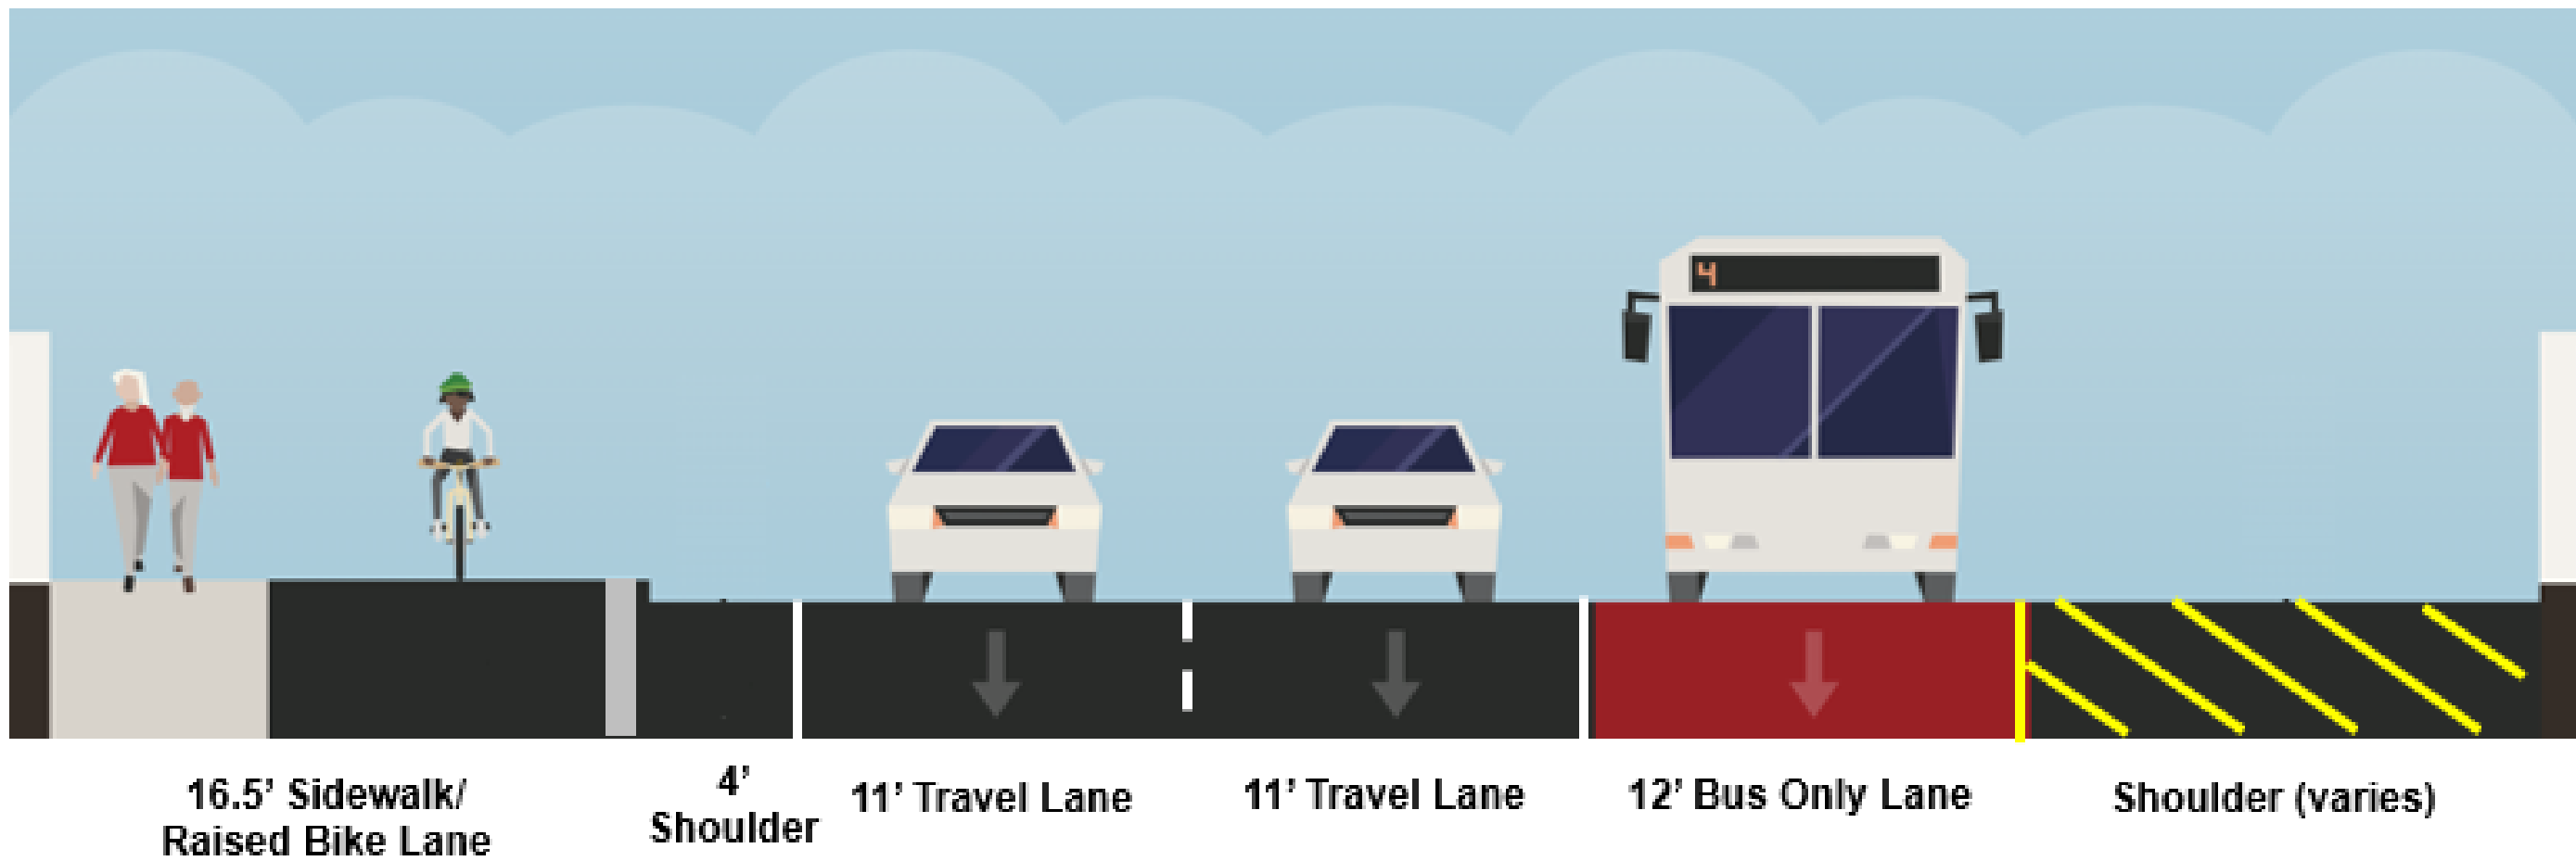 4
16.5’ Sidewalk/
Raised Bike Lane
4’
Shoulder
11’ Travel Lane
11’ Travel Lane
12’ Bus Only Lane
Shoulder (varies)